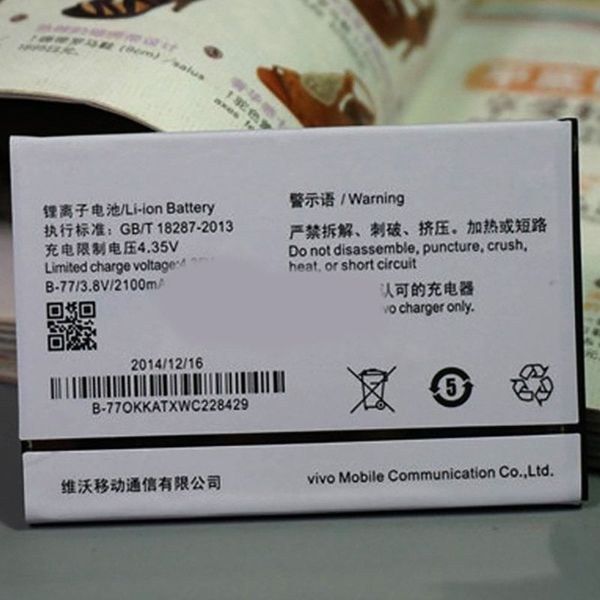 锂离子电池/Li-ion Battery
执行标准: GB/T 18287-2013
充电限制电压4.35V
Limited charge voltage:
B-77/3.8V/2100m
警示语 / Warning
严禁拆解、刺破、挤压。加热或短路
Do not disassemble, puncture, crush,
heat, or short circuit
认可的充电器
vo charger only.
2014/12/16
B-77OKKATXWC228429
5
维沃移动通信有限公司
vivo Mobile Communication Co.,Ltd.